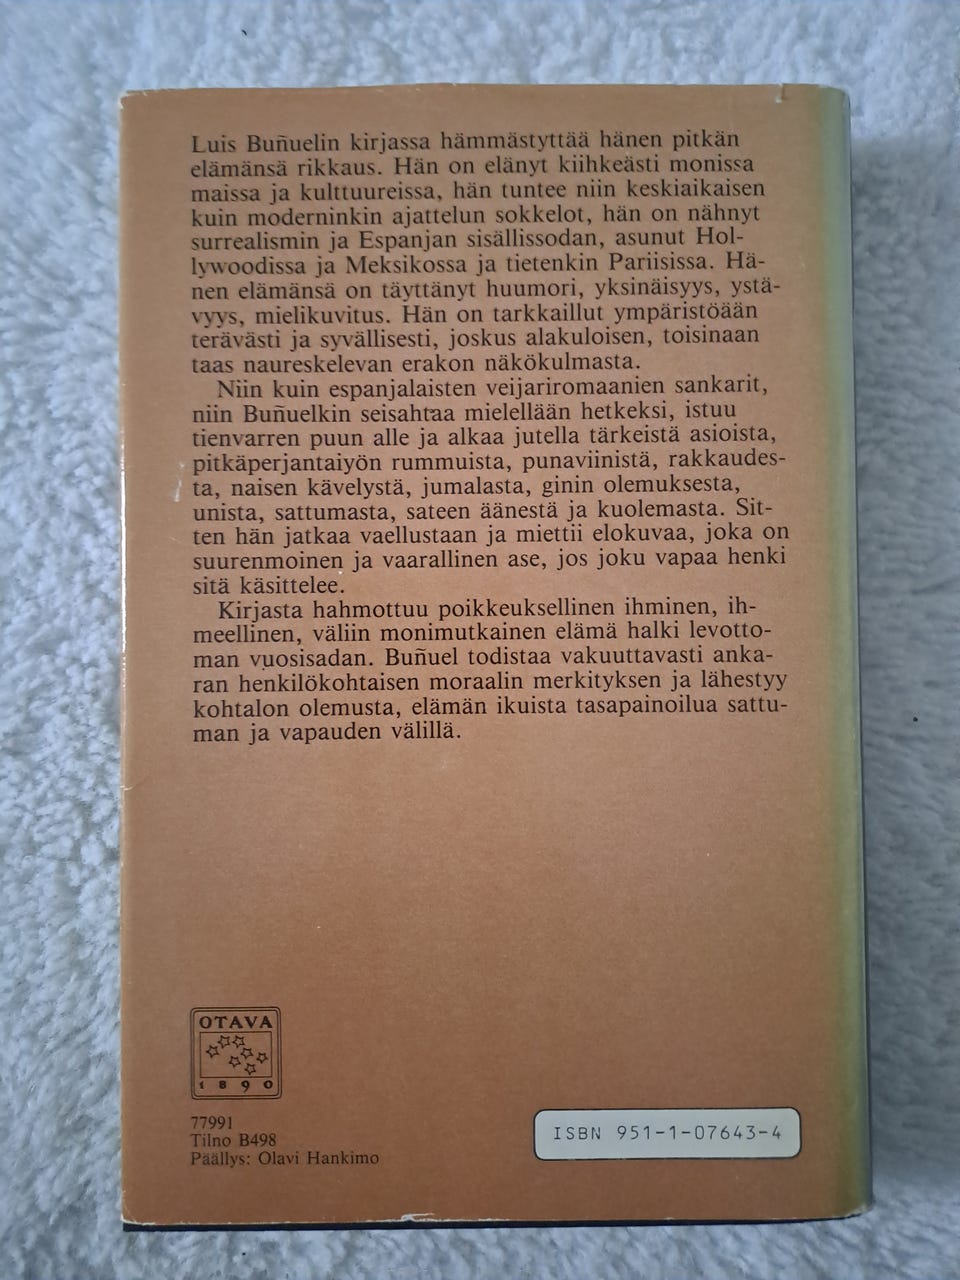 Luis Buñuelin kirjassa hämmästyttää hänen pitkän
elämänsä rikkaus. Hän on elänyt kiihkeästi monissa
maissa ja kulttuureissa, hän tuntee niin keskiaikaisen
kuin moderninkin ajattelun sokkelot, hän on nähnyt
surrealismin ja Espanjan sisällissodan, asunut Hol-
lywoodissa ja Meksikossa ja tietenkin Pariisissa. Hä-
nen elämänsä on täyttänyt huumori, yksinäisyys, ystä-
vyys, mielikuvitus. Hän on tarkkaillut ympäristöään
terävästi ja syvällisesti, joskus alakuloisen, toisinaan
taas naureskelevan erakon näkökulmasta.
Niin kuin espanjalaisten veijariromaanien sankarit,
niin Buñuelkin seisahtaa mielellään hetkeksi, istuu
tienvarren puun alle ja alkaa jutella tärkeistä asioista,
pitkäperjantaiyön rummuista, punaviinistä, rakkaudes-
ta, naisen kävelystä, jumalasta, ginin olemuksesta,
unista, sattumasta, sateen äänestä ja kuolemasta. Sit-
ten hän jatkaa vaellustaan ja miettii elokuvaa, joka on
suurenmoinen ja vaarallinen ase, jos joku vapaa henki
sitä käsittelee.
Kirjasta hahmottuu poikkeuksellinen ihminen, ih-
meellinen, väliin monimutkainen elämä halki levotto-
man vuosisadan. Buñuel todistaa vakuuttavasti anka-
ran henkilökohtaisen moraalin merkityksen ja lähestyy
kohtalon olemusta, elämän ikuista tasapainoilua sattu-
man ja vapauden välillä.
OTAVA
1890
77991
Tilno B498
Päällys: Olavi Hankimo
ISBN 951-1-07643-4